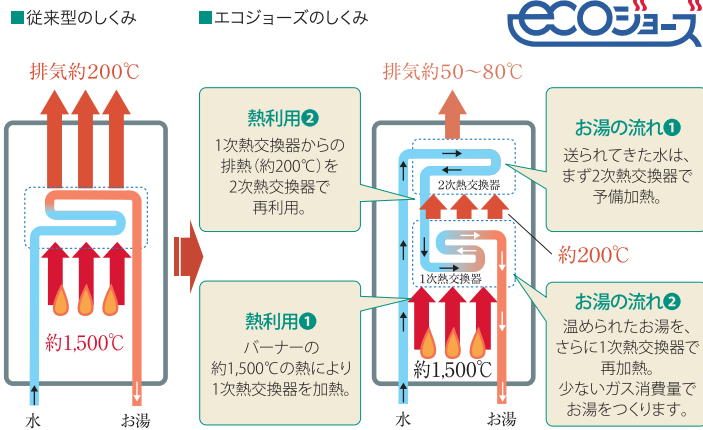 ■従来型のしくみ
■エコジョーズのしくみ
ecoジョーズ
排気約200℃
約1,500℃
水
お湯
熱利用❷
1次熱交換器からの
排熱（約200℃）を
2次熱交換器で
再利用。
熱利用❶
バーナーの
約1,500℃の熱により
1次熱交換器を加熱。
排気約50～80℃
2次熱交換器
約200℃
1次熱交換器
約1,500℃
水
お湯
お湯の流れ❶
送られてきた水は、
まず2次熱交換器で
予備加熱。
お湯の流れ❷
温められたお湯を、
さらに1次熱交換器で
再加熱。
少ないガス消費量で
お湯をつくります。